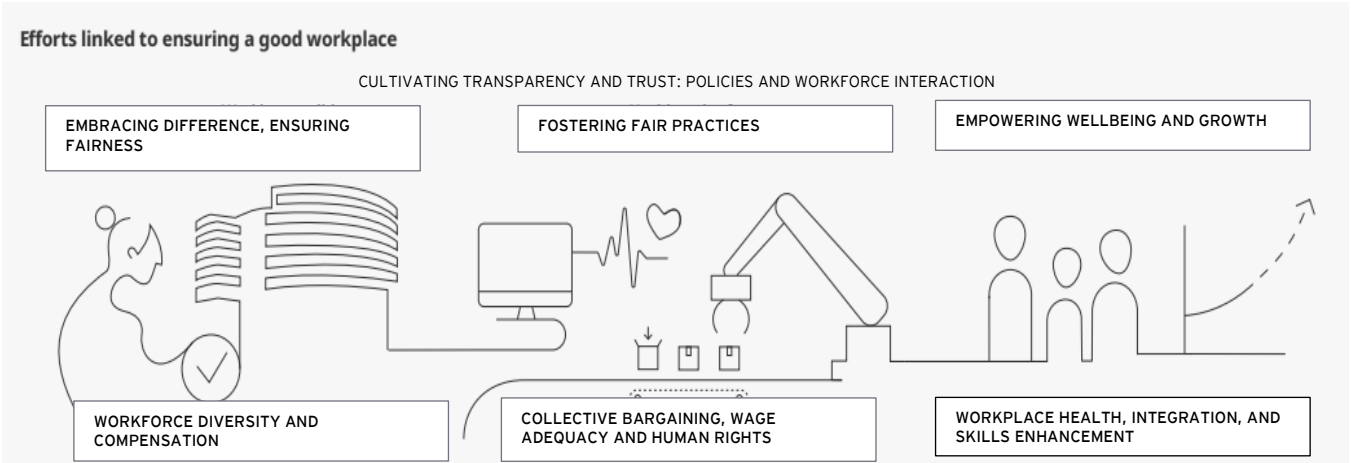 Efforts linked to ensuring a good workplace
CULTIVATING TRANSPARENCY AND TRUST: POLICIES AND WORKFORCE INTERACTION
EMBRACING DIFFERENCE, ENSURING
FAIRNESS
FOSTERING FAIR PRACTICES
EMPOWERING WELLBEING AND GROWTH
WORKFORCE DIVERSITY AND
COMPENSATION
COLLECTIVE BARGAINING, WAGE
ADEQUACY AND HUMAN RIGHTS
WORKPLACE HEALTH, INTEGRATION, AND
SKILLS ENHANCEMENT